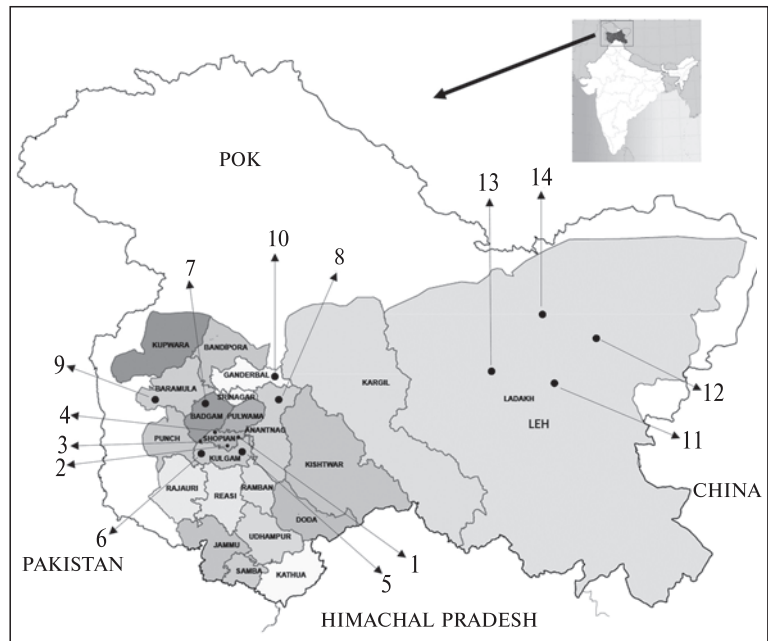 POK
13
14
10
8
7
KUPWARA
BANDIPORA
GANDERBAL
9
BARAMULA
SRINAGAR
KARGIL
4
BADGAM
PULWAMA
LADAKH
12
3
PUNCH
SHOPIAN
ANANTNAG
LEH
11
2
KULGAM
KISHTWAR
RAJAURI
REASI
RAMBAN
CHINA
6
DODA
PAKISTAN
JAMMU
UDHAMPUR
1
SAMBA
KATHUA
5
HIMACHAL PRADESH